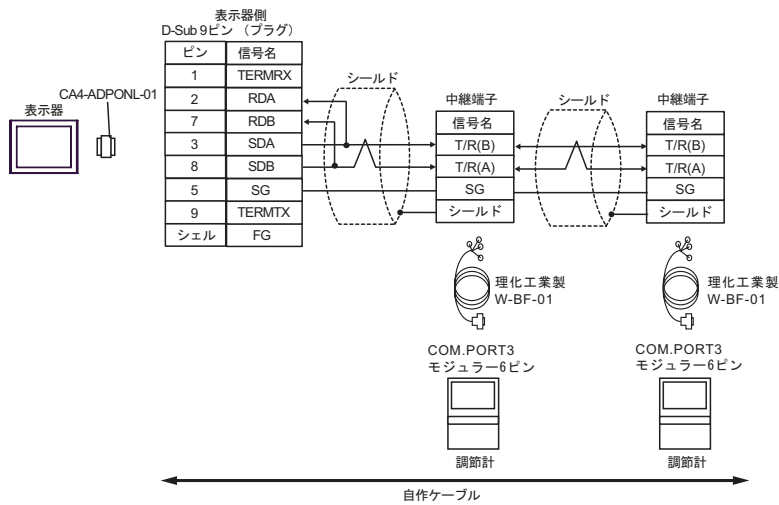 表示器側
D-Sub 9ピン （プラグ）
ピン 信号名
1 TERMRX
2 RDA
7 RDB
3 SDA
8 SDB
5 SG
9 TERMTX
シェル FG
CA4-ADPONL-01
表示器
シールド
中継端子
信号名
T/R(B)
T/R(A)
SG
シールド
シールド
中継端子
信号名
T/R(B)
T/R(A)
SG
シールド
理化工業製
W-BF-01
理化工業製
W-BF-01
COM.PORT3
モジュラー6ピン
COM.PORT3
モジュラー6ピン
調節計
調節計
自作ケーブル